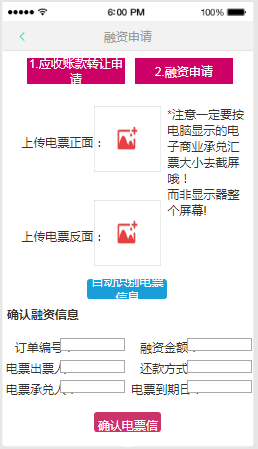 6:00 PM
100%
融资申请
1.应收账款转让申
请
2.融资申请
上传电票正面：
*注意一定要按
电脑显示的电
子商业承兑汇
票大小去截屏
哦！
而非显示器整
个屏幕!
上传电票反面：
自动识别电票
信息
确认融资信息
订单编号
融资金额
电票出票人
还款方式
电票承兑人
电票到期日：
确认电票信